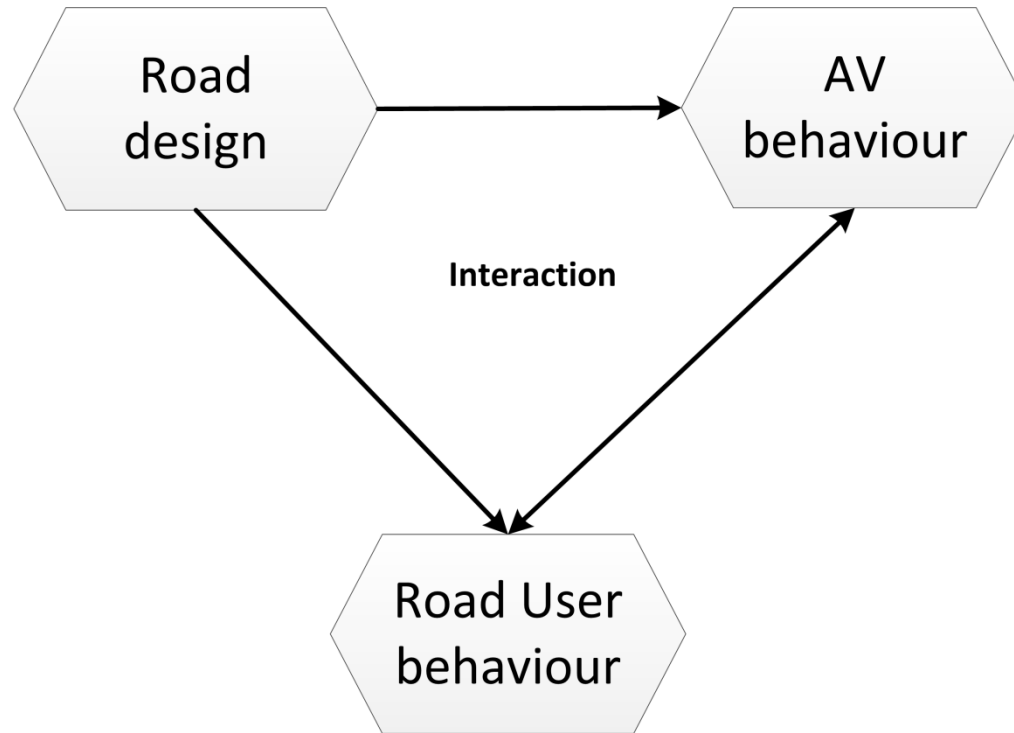 Road
design
AV
behaviour
Interaction
Road User
behaviour